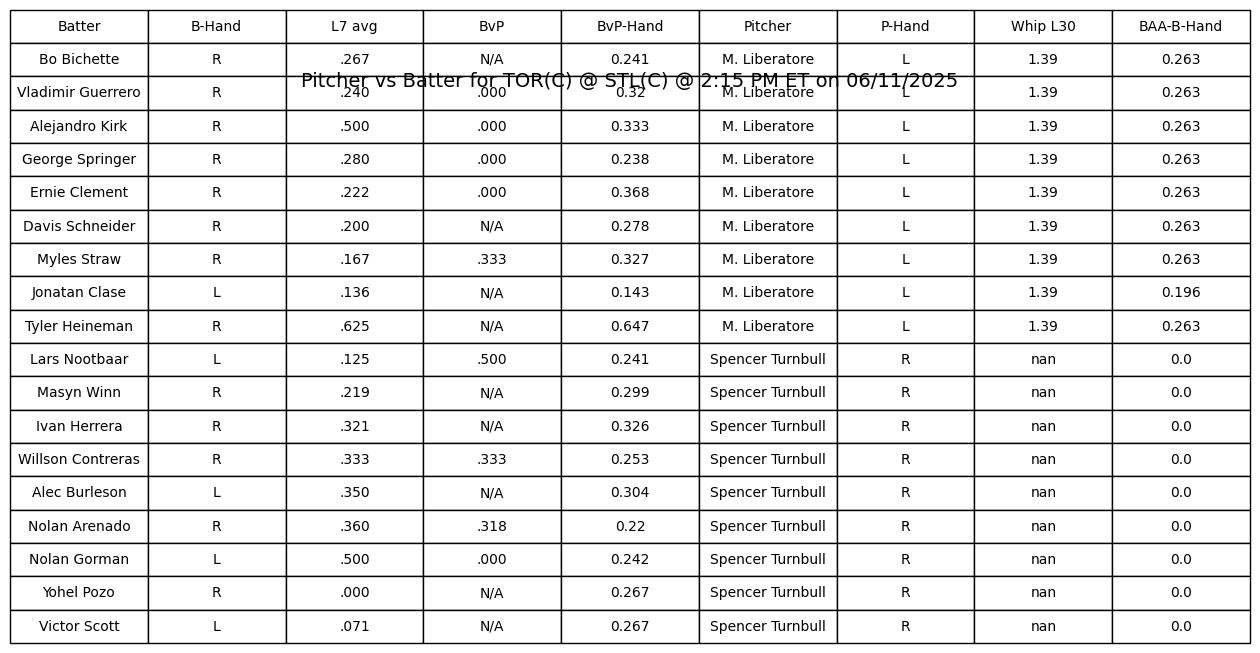 Batter B-Hand L7 avg BvP BvP-Hand Pitcher P-Hand Whip L30 BAA-B-Hand
Bo Bichette R .267 N/A 0.241 M. Liberatore L 1.39 0.263
Pitcher vs Batter for TOR(C) @ STL(C) @ 2:15 PM ET on 06/11/2025
Vladimir Guerrero R .240 .000 0.32 M. Liberatore L 1.39 0.263
Alejandro Kirk R .500 .000 0.333 M. Liberatore L 1.39 0.263
George Springer R .280 .000 0.238 M. Liberatore L 1.39 0.263
Ernie Clement R .222 .000 0.368 M. Liberatore L 1.39 0.263
Davis Schneider R .200 N/A 0.278 M. Liberatore L 1.39 0.263
Myles Straw R .167 .333 0.327 M. Liberatore L 1.39 0.263
Jonatan Clase L .136 N/A 0.143 M. Liberatore L 1.39 0.196
Tyler Heineman R .625 N/A 0.647 M. Liberatore L 1.39 0.263
Lars Nootbaar L .125 .500 0.241 Spencer Turnbull R nan 0.0
Masyn Winn R .219 N/A 0.299 Spencer Turnbull R nan 0.0
Ivan Herrera R .321 N/A 0.326 Spencer Turnbull R nan 0.0
Willson Contreras R .333 .333 0.253 Spencer Turnbull R nan 0.0
Alec Burleson L .350 N/A 0.304 Spencer Turnbull R nan 0.0
Nolan Arenado R .360 .318 0.22 Spencer Turnbull R nan 0.0
Nolan Gorman L .500 .000 0.242 Spencer Turnbull R nan 0.0
Yohel Pozo R .000 N/A 0.267 Spencer Turnbull R nan 0.0
Victor Scott L .071 N/A 0.267 Spencer Turnbull R nan 0.0